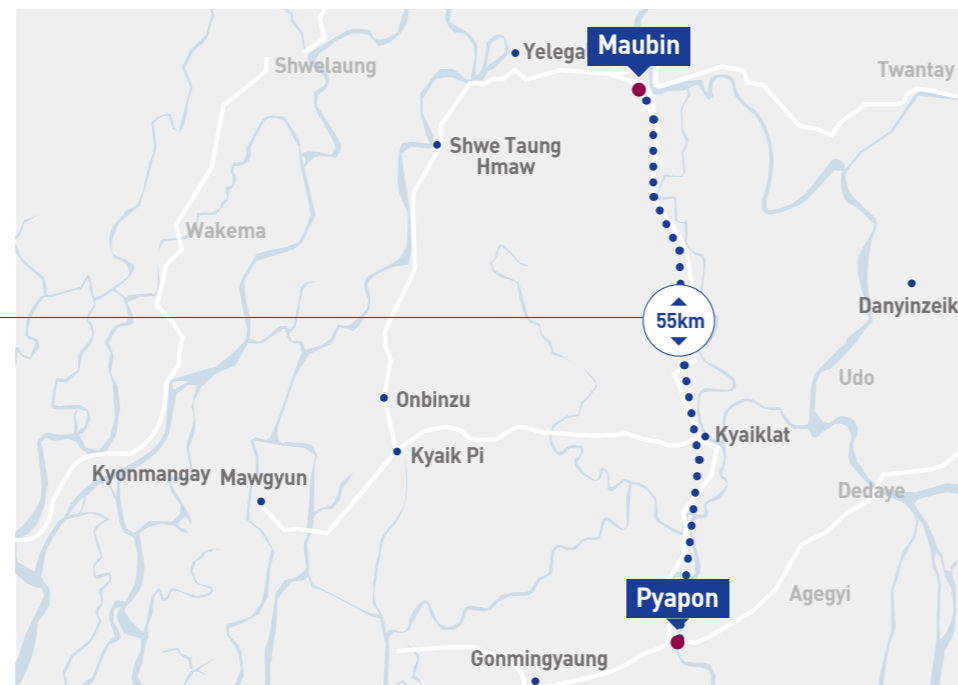 Yelega
Maubin
Shwelaung
Twantay
Shwe Taung
Hmaw
Wakema
Danyinzeik
55km
Udo
Onbinzu
Kyaiklat
Kyaik Pi
Kyonmangay
Mawgyun
Dedaye
Agegyi
Pyapon
Gonmingyaung